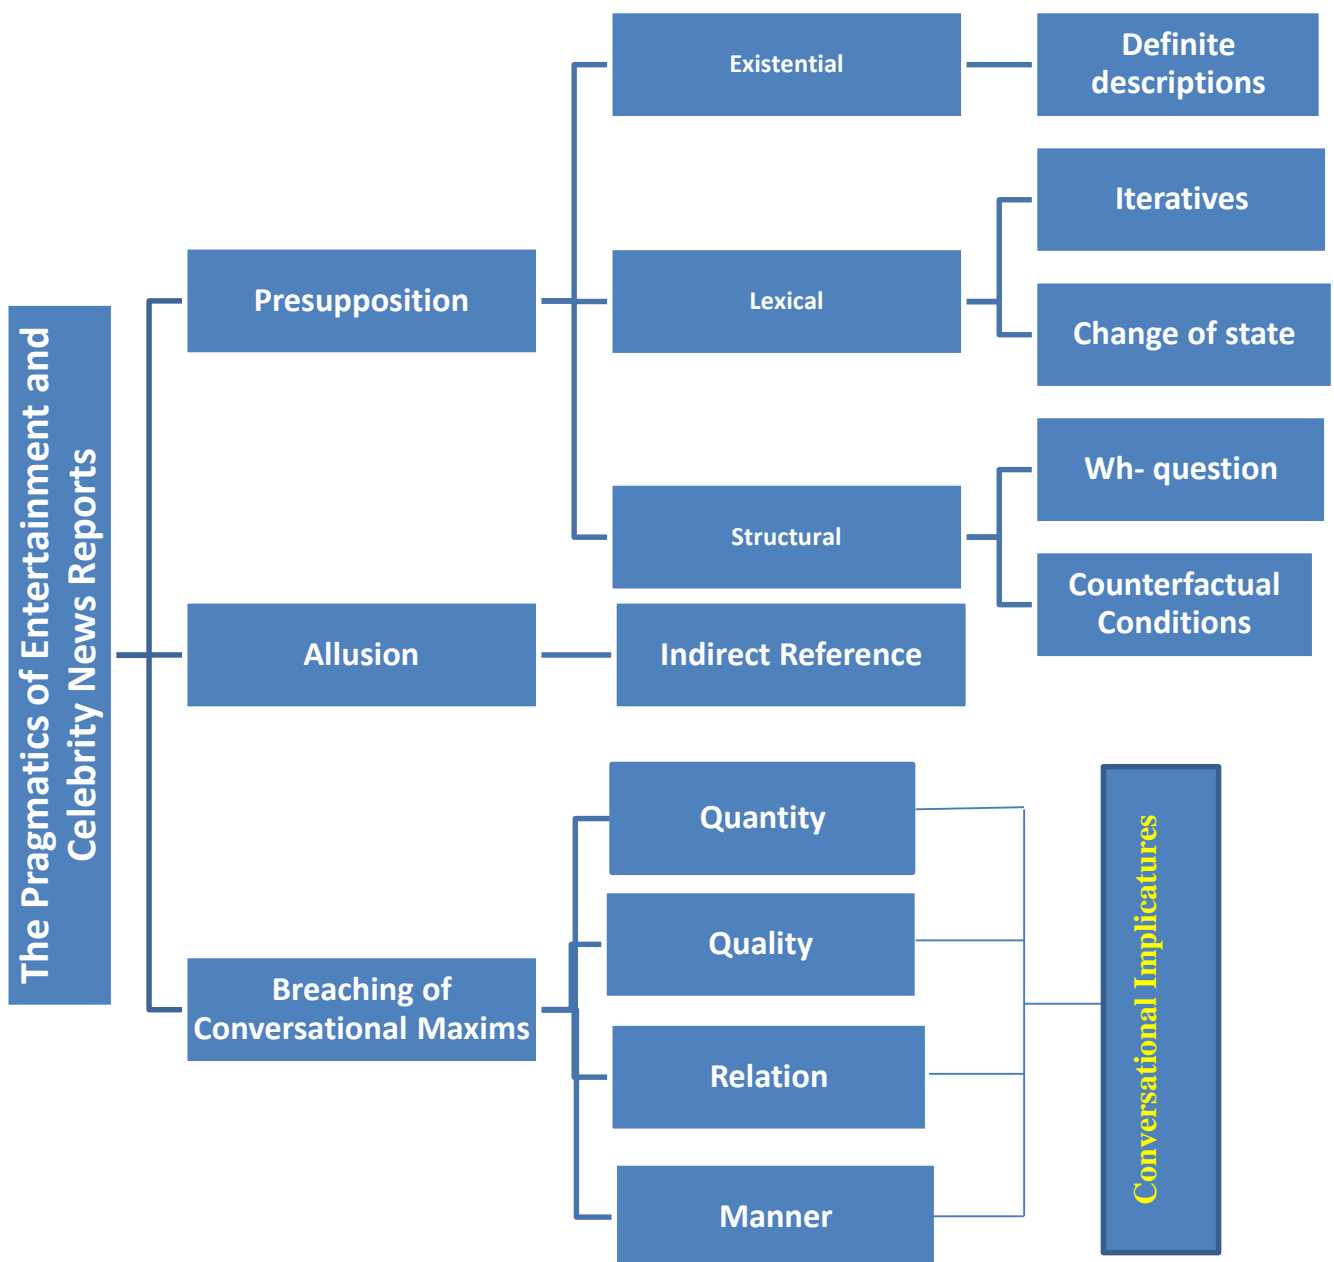 The Pragmatics of Entertainment and
Celebrity News Reports
Presupposition
Existential
Definite
descriptions
Lexical
Iteratives
Change of state
Structural
Wh- question
Counterfactual
Conditions
Allusion
Indirect Reference
Breaching of
Conversational Maxims
Quantity
Quality
Relation
Manner
Conversational Implicatures